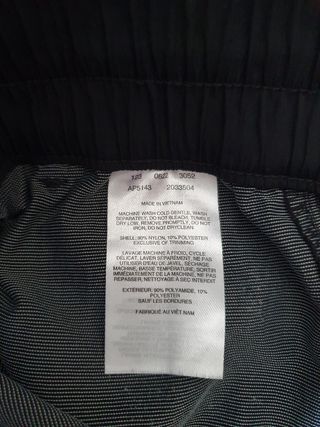 123 0622 3052
AP5143 2033504
MADE IN VIETNAM
MACHINE WASH COLD GENTLE, WASH
SEPARATELY, DO NOT BLEACH, TUMBLE
DRY LOW, REMOVE PROMPTLY, DO NOT
IRON, DO NOT DRYCLEAN
SHELL: 90% NYLON, 10% POLYESTER
EXCLUSIVE OF TRIMMING
LAVAGE MACHINE À FROID, CYCLE
DÉLICAT. LAVER SÉPARÉMENT, NE PAS
UTILISER D'EAU DE JAVEL, SÉCHAGE
MACHINE, BASSE TEMPÉRATURE, SORTIR
IMMÉDIATEMENT DE LA MACHINE, NE PAS
REPASSER, NETTOYAGE À SEC INTERDIT
EXTÉRIEUR: 90% POLYAMIDE, 10%
POLYESTER
SAUF LES BORDURES
FABRIQUÉ AU VIÊT NAM